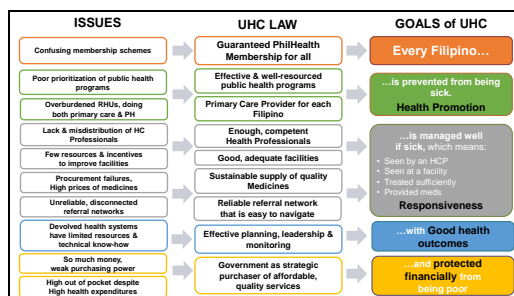 ISSUES
UHC LAW
GOALS of UHC
Confusing membership schemes
Guaranteed PhilHealth
Membership for all
Every Filipino…
Poor prioritization of public health
programs
Effective & well-resourced
public health programs
…is prevented from being
sick.
Health Promotion
Overburdened RHUs, doing
both primary care & PH
Primary Care Provider for each
Filipino
Lack & misdistribution of HC
Professionals
Enough, competent
Health Professionals
…is managed well
if sick, which means:
• Seen by an HCP
• Seen at a facility
• Treated sufficiently
• Provided meds
Responsiveness
Few resources & incentives
to improve facilities
Good, adequate facilities
Procurement failures,
High prices of medicines
Sustainable supply of quality
Medicines
Unreliable, disconnected
referral networks
Reliable referral network
that is easy to navigate
Devolved health systems
have limited resources &
technical know-how
Effective planning, leadership &
monitoring
…with Good health
outcomes
So much money,
weak purchasing power
Government as strategic
purchaser of affordable,
quality services
…and protected
financially from
being poor
High out of pocket despite
High health expenditures